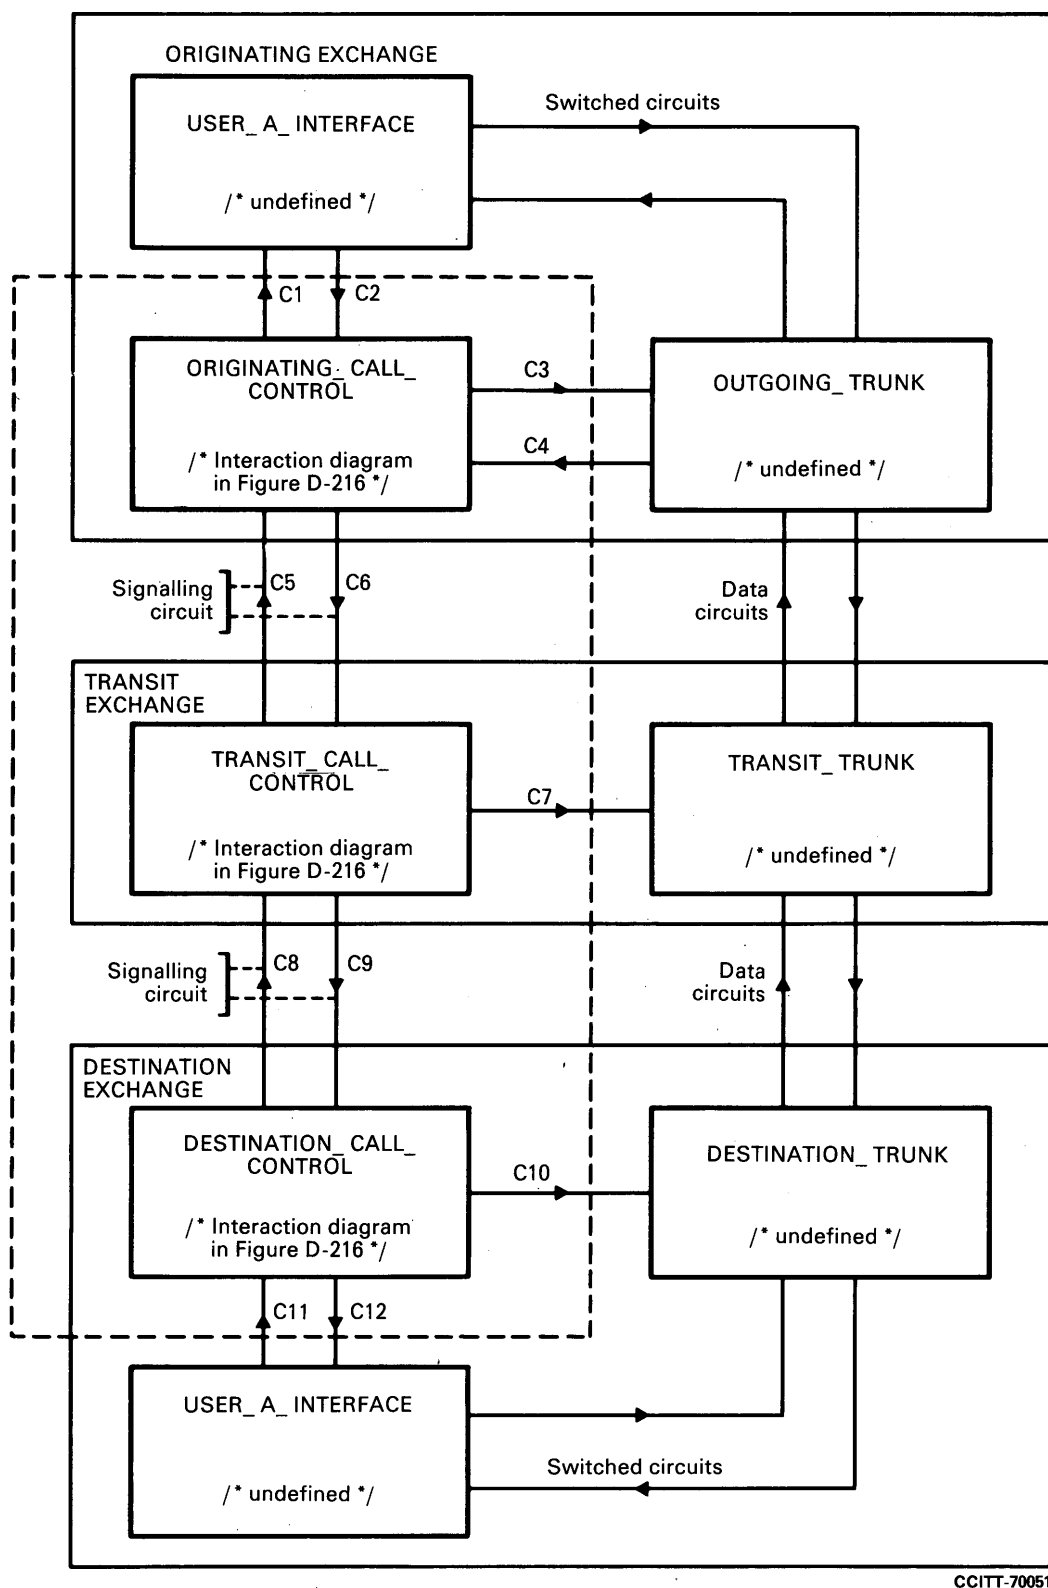 ORIGINATING EXCHANGE
USER_A_INTERFACE
/* undefined */
Switched circuits
C1
C2
ORIGINATING_CALL_
CONTROL
/* Interaction diagram
in Figure D-216 */
C3
C4
OUTGOING_TRUNK
/* undefined */
Signalling
circuit
C5
C6
Data
circuits
TRANSIT
EXCHANGE
TRANSIT_CALL_
CONTROL
/* Interaction diagram
in Figure D-216 */
C7
TRANSIT_TRUNK
/* undefined */
Signalling
circuit
C8
C9
Data
circuits
DESTINATION
EXCHANGE
DESTINATION_CALL_
CONTROL
/* Interaction diagram
in Figure D-216 */
C10
DESTINATION_TRUNK
/* undefined */
C11
C12
USER_A_INTERFACE
/* undefined */
Switched circuits
CCITT-70051